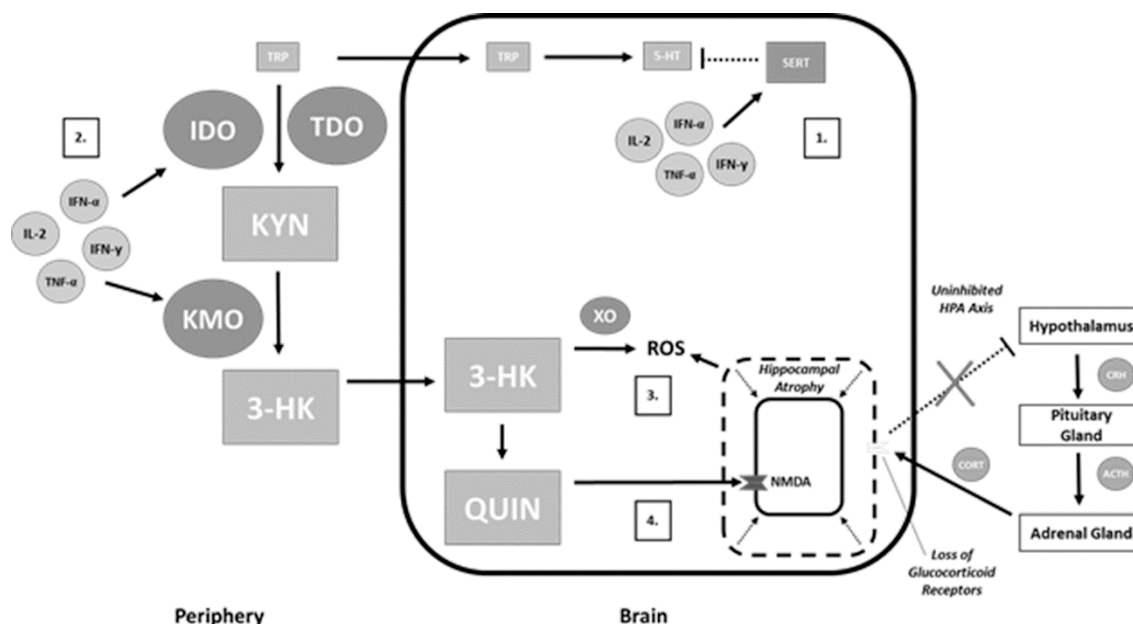 TRP
TRP
5-HT
SERT
2.
IDO
TDO
1.
IL-2
IFN-α
TNF-α
IFN-γ
IFN-α
IL-2
IFN-γ
TNF-α
KYN
KMO
3-HK
XO
3-HK
ROS
3.
QUIN
4.
Hippocampal
Atrophy
NMDA
Uninhibited
HPA Axis
Hypothalamus
CRH
Pituitary
Gland
CORT
ACTH
Adrenal Gland
Loss of
Glucocorticoid
Receptors
Periphery
Brain